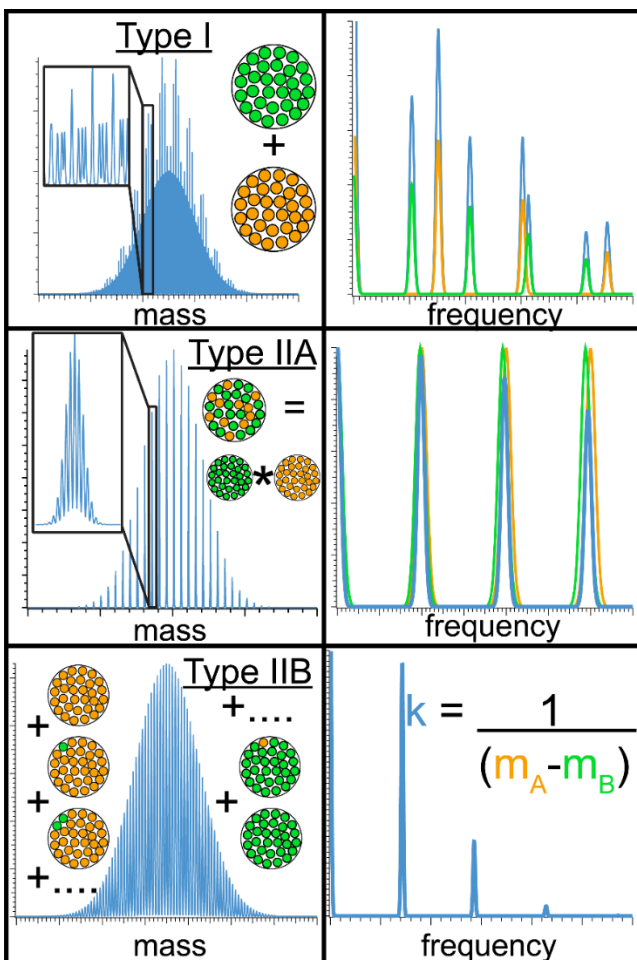 Type I
+
mass
frequency
Type IIA
=
*
mass
frequency
Type IIB
+
+
+
+ ....
+ ....
+
mass
k = 1
(mA-mB)
frequency